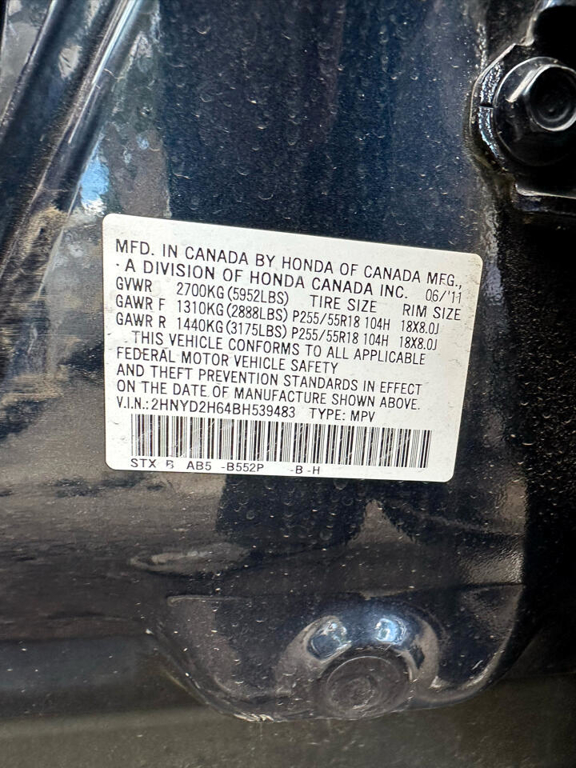 MFD. IN CANADA BY HONDA OF CANADA MFG.,
·A DIVISION OF HONDA CANADA INC. 06/'11
GVWR 2700KG(5952LBS) TIRE SIZE RIM SIZE
GAWR F 1310KG(2888LBS) P255/55R18 104H 18X8.0J
GAWR R 1440KG(3175LBS) P255/55R18 104H 18X8.0J
THIS VEHICLE CONFORMS TO ALL APPLICABLE
FEDERAL MOTOR VEHICLE SAFETY
AND THEFT PREVENTION STANDARDS IN EFFECT
ON THE DATE OF MANUFACTURE SHOWN ABOVE.
V.I.N.:2HNYD2H64BH539483 TYPE: MPV
STX B AB5 -B552P -B-H